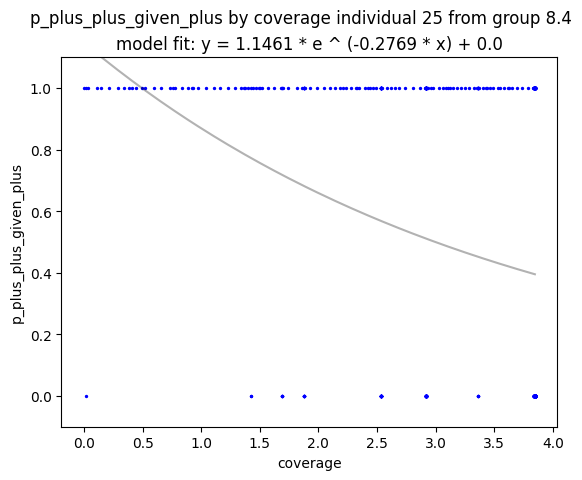 p_plus_plus_given_plus by coverage individual 25 from group 8.4
model fit: y = 1.1461 * e ^ (-0.2769 * x) + 0.0
1.0
0.8
0.6
0.4
0.2
0.0
p_plus_plus_given_plus
0.0 0.5 1.0 1.5 2.0 2.5 3.0 3.5 4.0
coverage